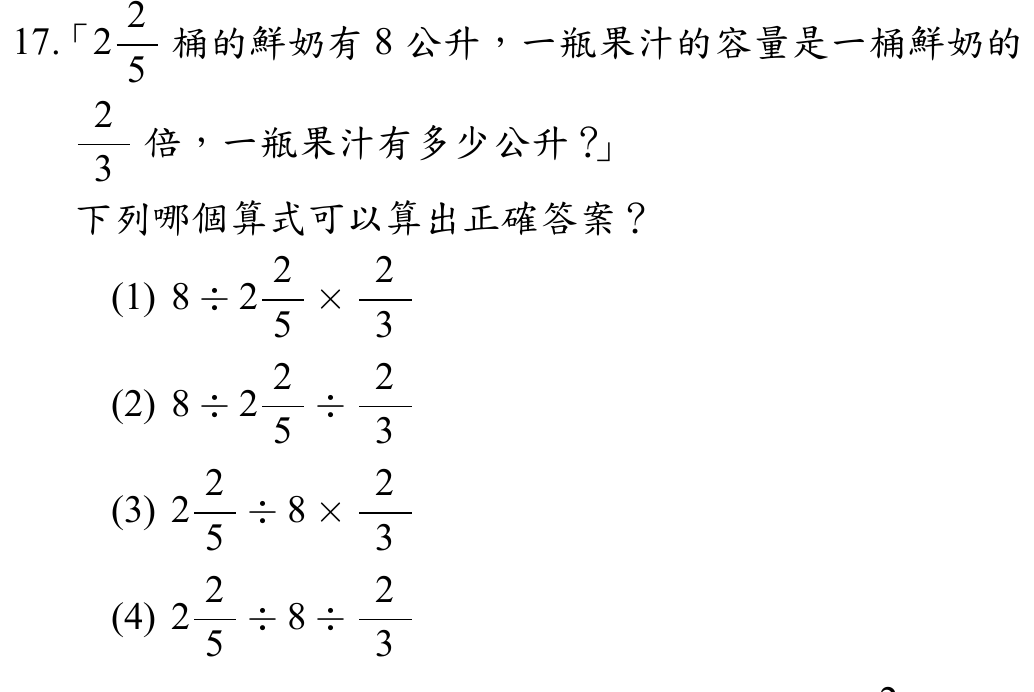 17.「2 2/5 桶的鮮奶有 8 公升，一瓶果汁的容量是一桶鮮奶的
2/3 倍，一瓶果汁有多少公升？」
下列哪個算式可以算出正確答案？
(1) 8 ÷ 2 2/5 × 2/3
(2) 8 ÷ 2 2/5 ÷ 2/3
(3) 2 2/5 ÷ 8 × 2/3
(4) 2 2/5 ÷ 8 ÷ 2/3